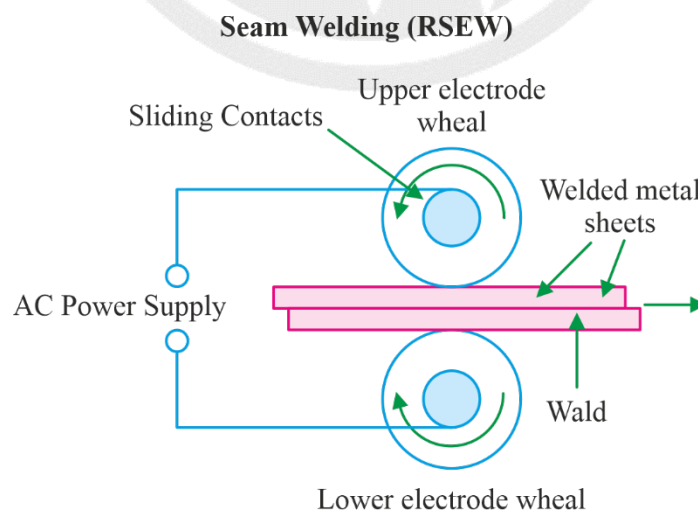 Seam Welding (RSEW)
Upper electrode
wheal
Sliding Contacts
Welded metal
sheets
AC Power Supply
Wald
Lower electrode wheal